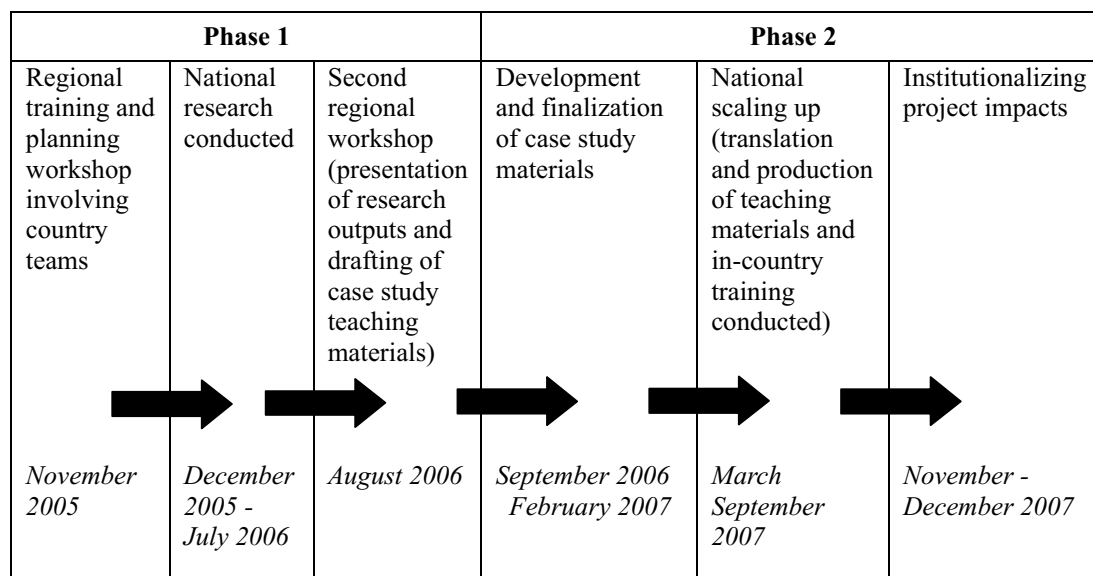 Phase 1
Phase 2
Regional
training and
planning
workshop
involving
country
teams
National
research
conducted
Second
regional
workshop
(presentation
of research
outputs and
drafting of
case study
teaching
materials)
Development
and finalization
of case study
materials
National
scaling up
(translation
and production
of teaching
materials and
in-country
training
conducted)
Institutionalizing
project impacts
November
2005
December
2005 -
July 2006
August 2006
September 2006
February 2007
March
September
2007
November -
December 2007